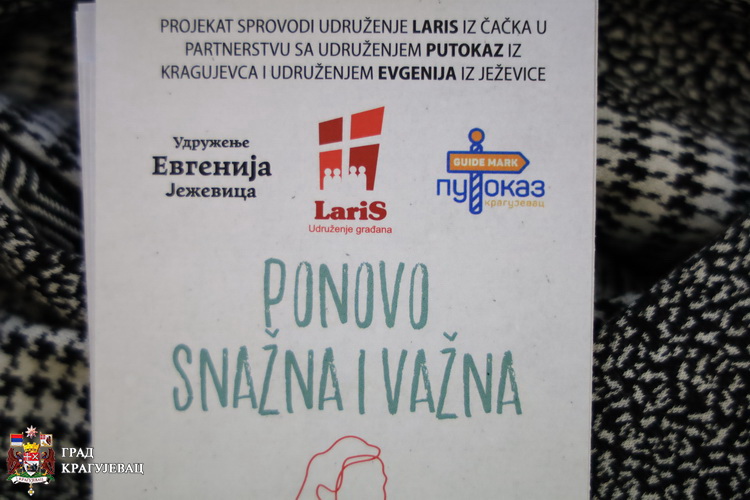 PROJEKAT SPROVODI UDRUŽENJE LARIS IZ ČAČKA U
PARTNERSTVU SA UDRUŽENJEM PUTOKAZ IZ
KRAGUJEVCA I UDRUŽENJEM EVGENIJA IZ JEŽEVICE
Удружење
Евгенија
Јежевица
LariS
Udruženje građana
GUIDE MARK
ПУТОКАЗ
КРАГУЈЕВАЦ
PONOVO
SNAŽNA I VAŽNA
ГРАД
КРАГУЈЕВАЦ